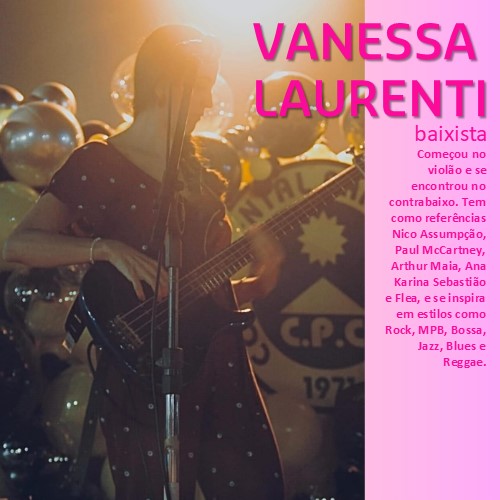 VANESSA
LAURENTI
baixista
Começou no
violão e se
encontrou no
contrabaixo. Tem
como referências
Nico Assumpção,
Paul McCartney,
Arthur Maia, Ana
Karina Sebastião
e Flea, e se inspira
em estilos como
Rock, MPB, Bossa,
Jazz, Blues e
Reggae.
C.P.C
1971